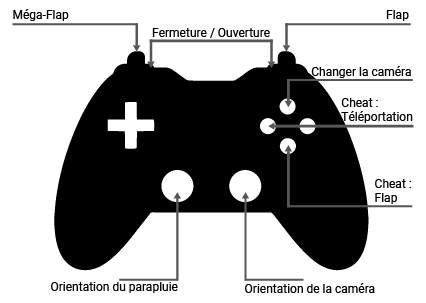 Méga-Flap
Flap
Fermeture / Ouverture
Changer la caméra
Cheat :
Téléportation
Cheat :
Flap
Orientation du parapluie
Orientation de la caméra